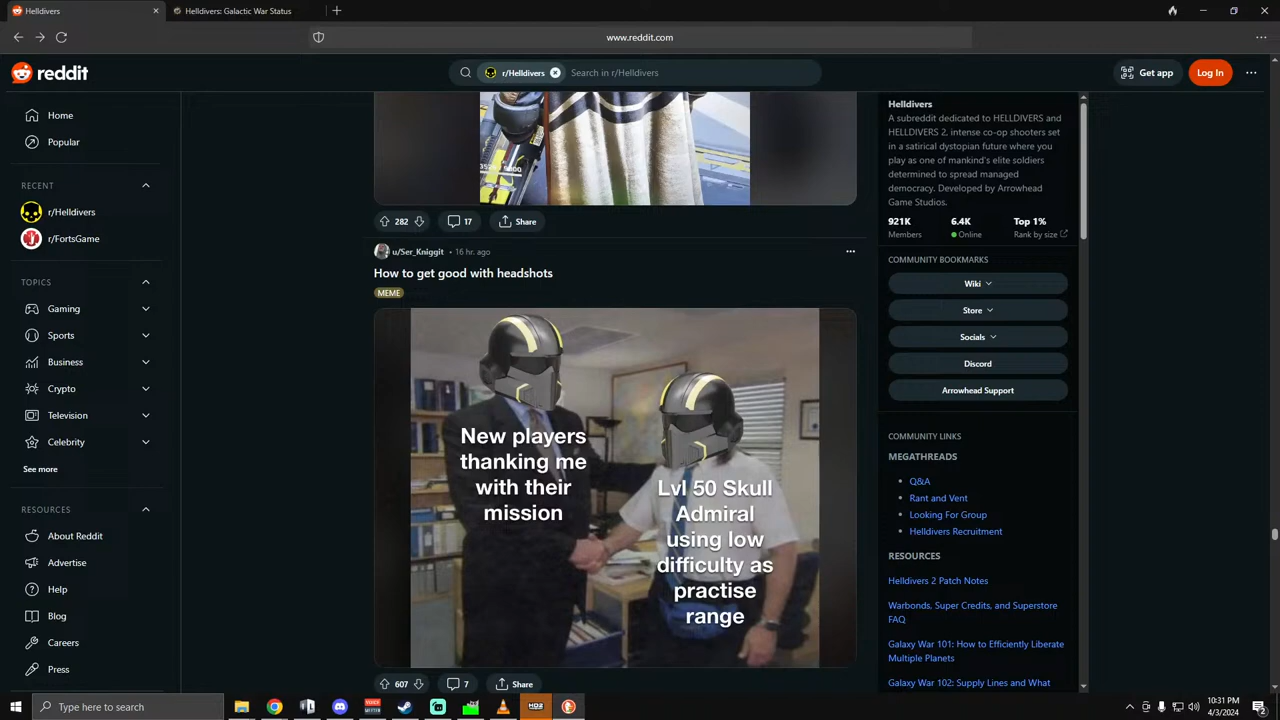 Helldivers
Helldivers: Galactic War Status
www.reddit.com
reddit
r/Helldivers
Search in r/Helldivers
Get app
Log In
Home
Popular
RECENT
r/Helldivers
r/FortsGame
TOPICS
Gaming
Sports
Business
Crypto
Television
Celebrity
See more
RESOURCES
About Reddit
Advertise
Help
Blog
Careers
Press
282
17
Share
u/Ser_Kniggit
• 16 hr. ago
How to get good with headshots
MEME
New players
thanking me
with their
mission
Lvl 50 Skull
Admiral
using low
difficulty as
practise
range
607
7
Share
Helldivers
A subreddit dedicated to HELLDIVERS and
HELLDIVERS 2, intense co-op shooters set
in a satirical dystopian future where you
play as one of mankind's elite soldiers
determined to spread managed
democracy. Developed by Arrowhead
Game Studios.
921K
Members
6.4K
Online
Top 1%
Rank by size
COMMUNITY BOOKMARKS
Wiki
Store
Socials
Discord
Arrowhead Support
COMMUNITY LINKS
MEGATHREADS
Q&A
Rant and Vent
Looking For Group
Helldivers Recruitment
RESOURCES
Helldivers 2 Patch Notes
Warbonds, Super Credits, and Superstore
FAQ
Galaxy War 101: How to Efficiently Liberate
Multiple Planets
Galaxy War 102: Supply Lines and What
Type here to search
VOICE
MEETER
HD2
10:31 PM
4/3/2024